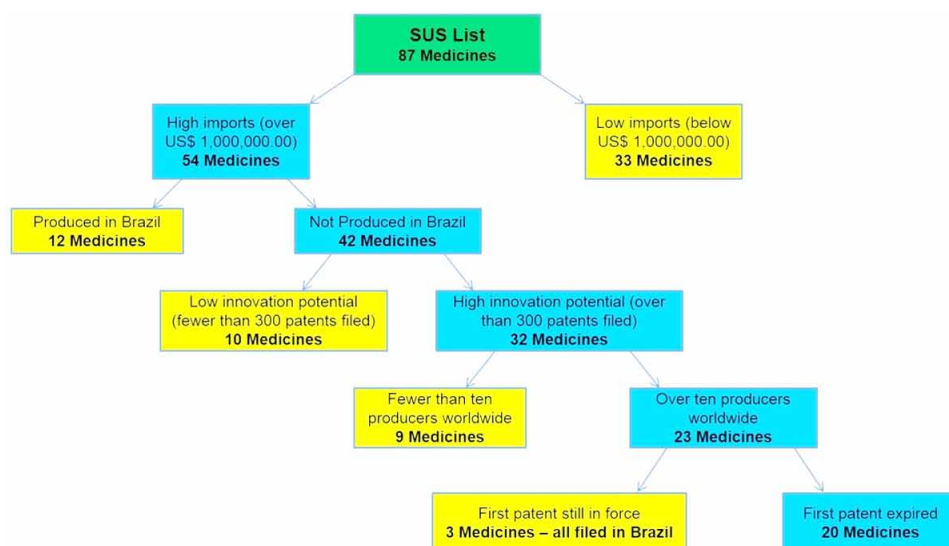 SUS List
87 Medicines
High imports (over
US$ 1,000,000.00)
54 Medicines
Low imports (below
US$ 1,000,000.00)
33 Medicines
Produced in Brazil
12 Medicines
Not Produced in Brazil
42 Medicines
Low innovation potential
(fewer than 300 patents filed)
10 Medicines
High innovation potential (over
than 300 patents filed)
32 Medicines
Fewer than ten
producers worldwide
9 Medicines
Over ten producers
worldwide
23 Medicines
First patent still in force
3 Medicines – all filed in Brazil
First patent expired
20 Medicines